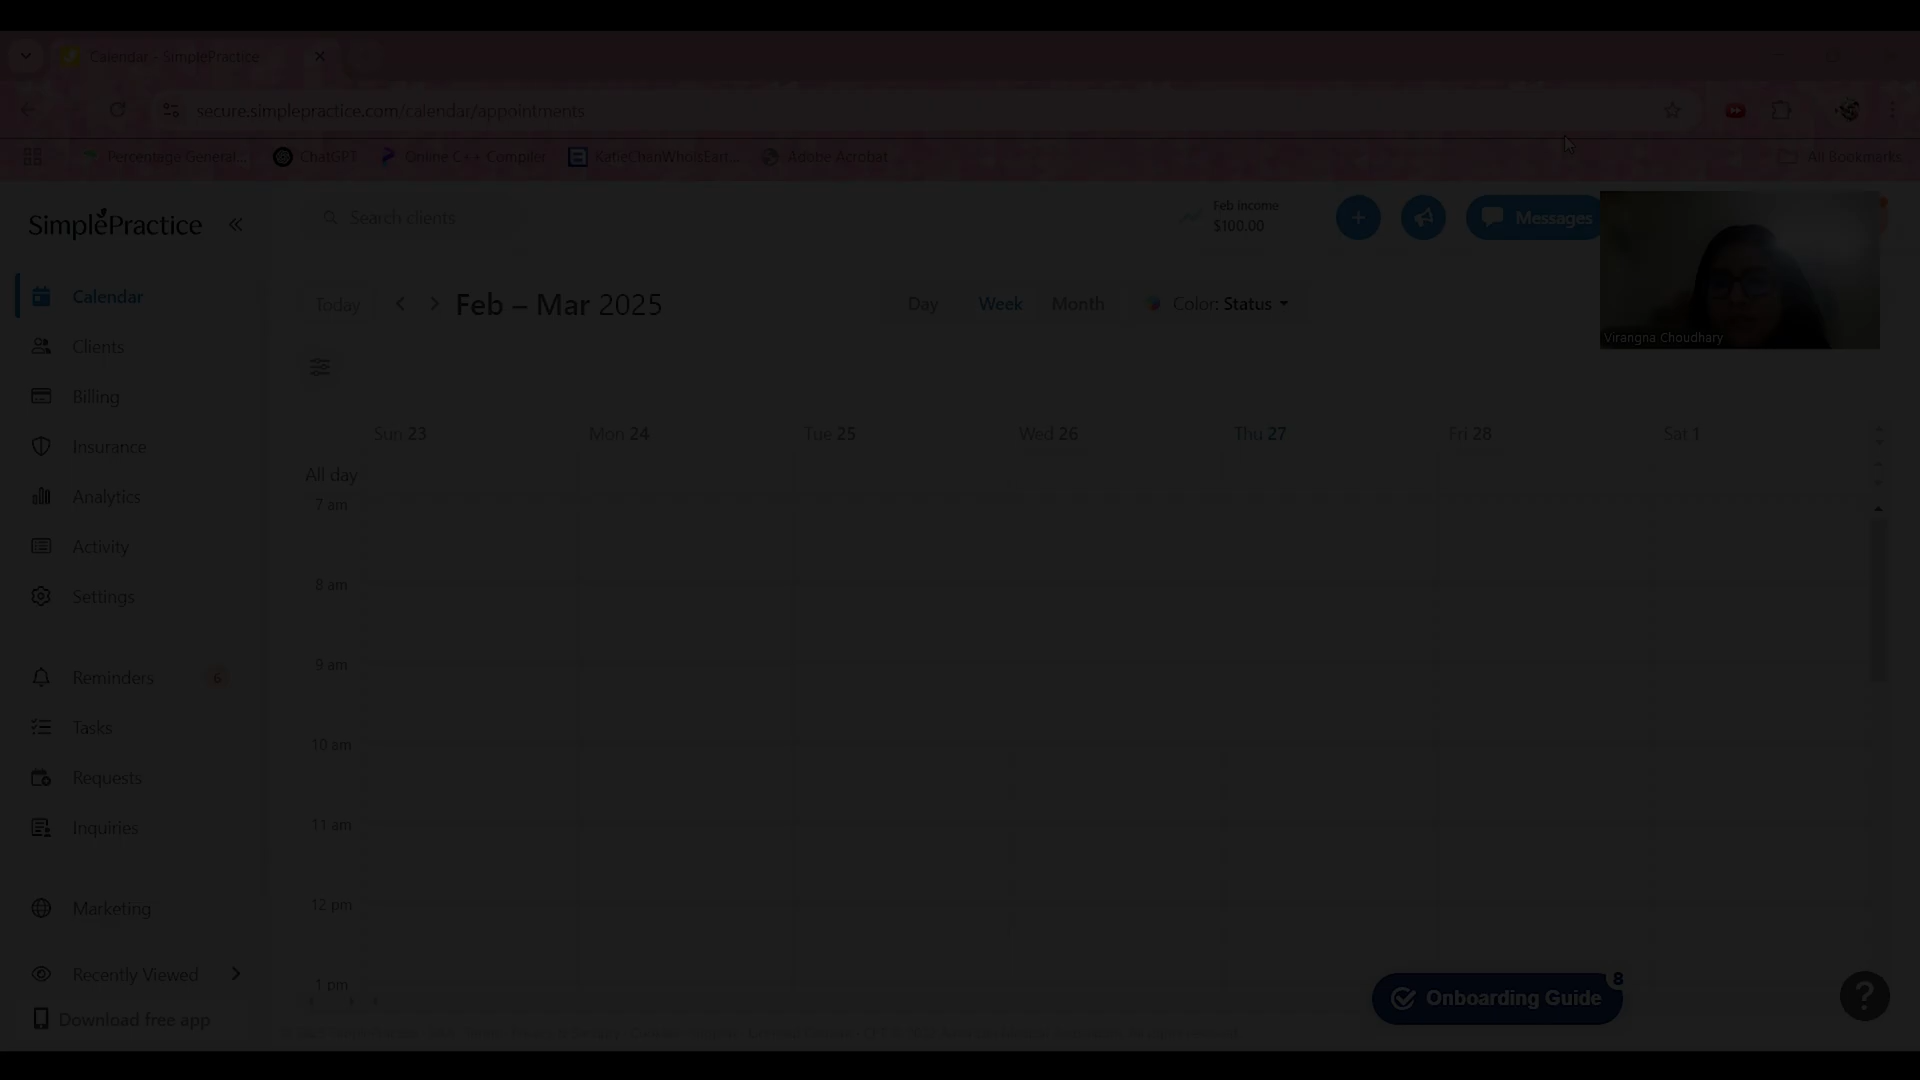 Calendar - SimplePractice
secure.simplepractice.com/calendar/appointments
Percentage General...
ChatGPT
Online C++ Compiler
KatieChanWhoIsEart...
Adobe Acrobat
All Bookmarks
SimplePractice
Search clients
Feb income
$100.00
Messages
Virangna Choudhary
Today
Feb – Mar 2025
Day
Week
Month
Color: Status
Calendar
Clients
Billing
Insurance
Analytics
Activity
Settings
Reminders
6
Tasks
Requests
Inquiries
Marketing
Recently Viewed
Download free app
Sun 23
Mon 24
Tue 25
Wed 26
Thu 27
Fri 28
Sat 1
All day
7 am
8 am
9 am
10 am
11 am
12 pm
1 pm
Onboarding Guide
8
?